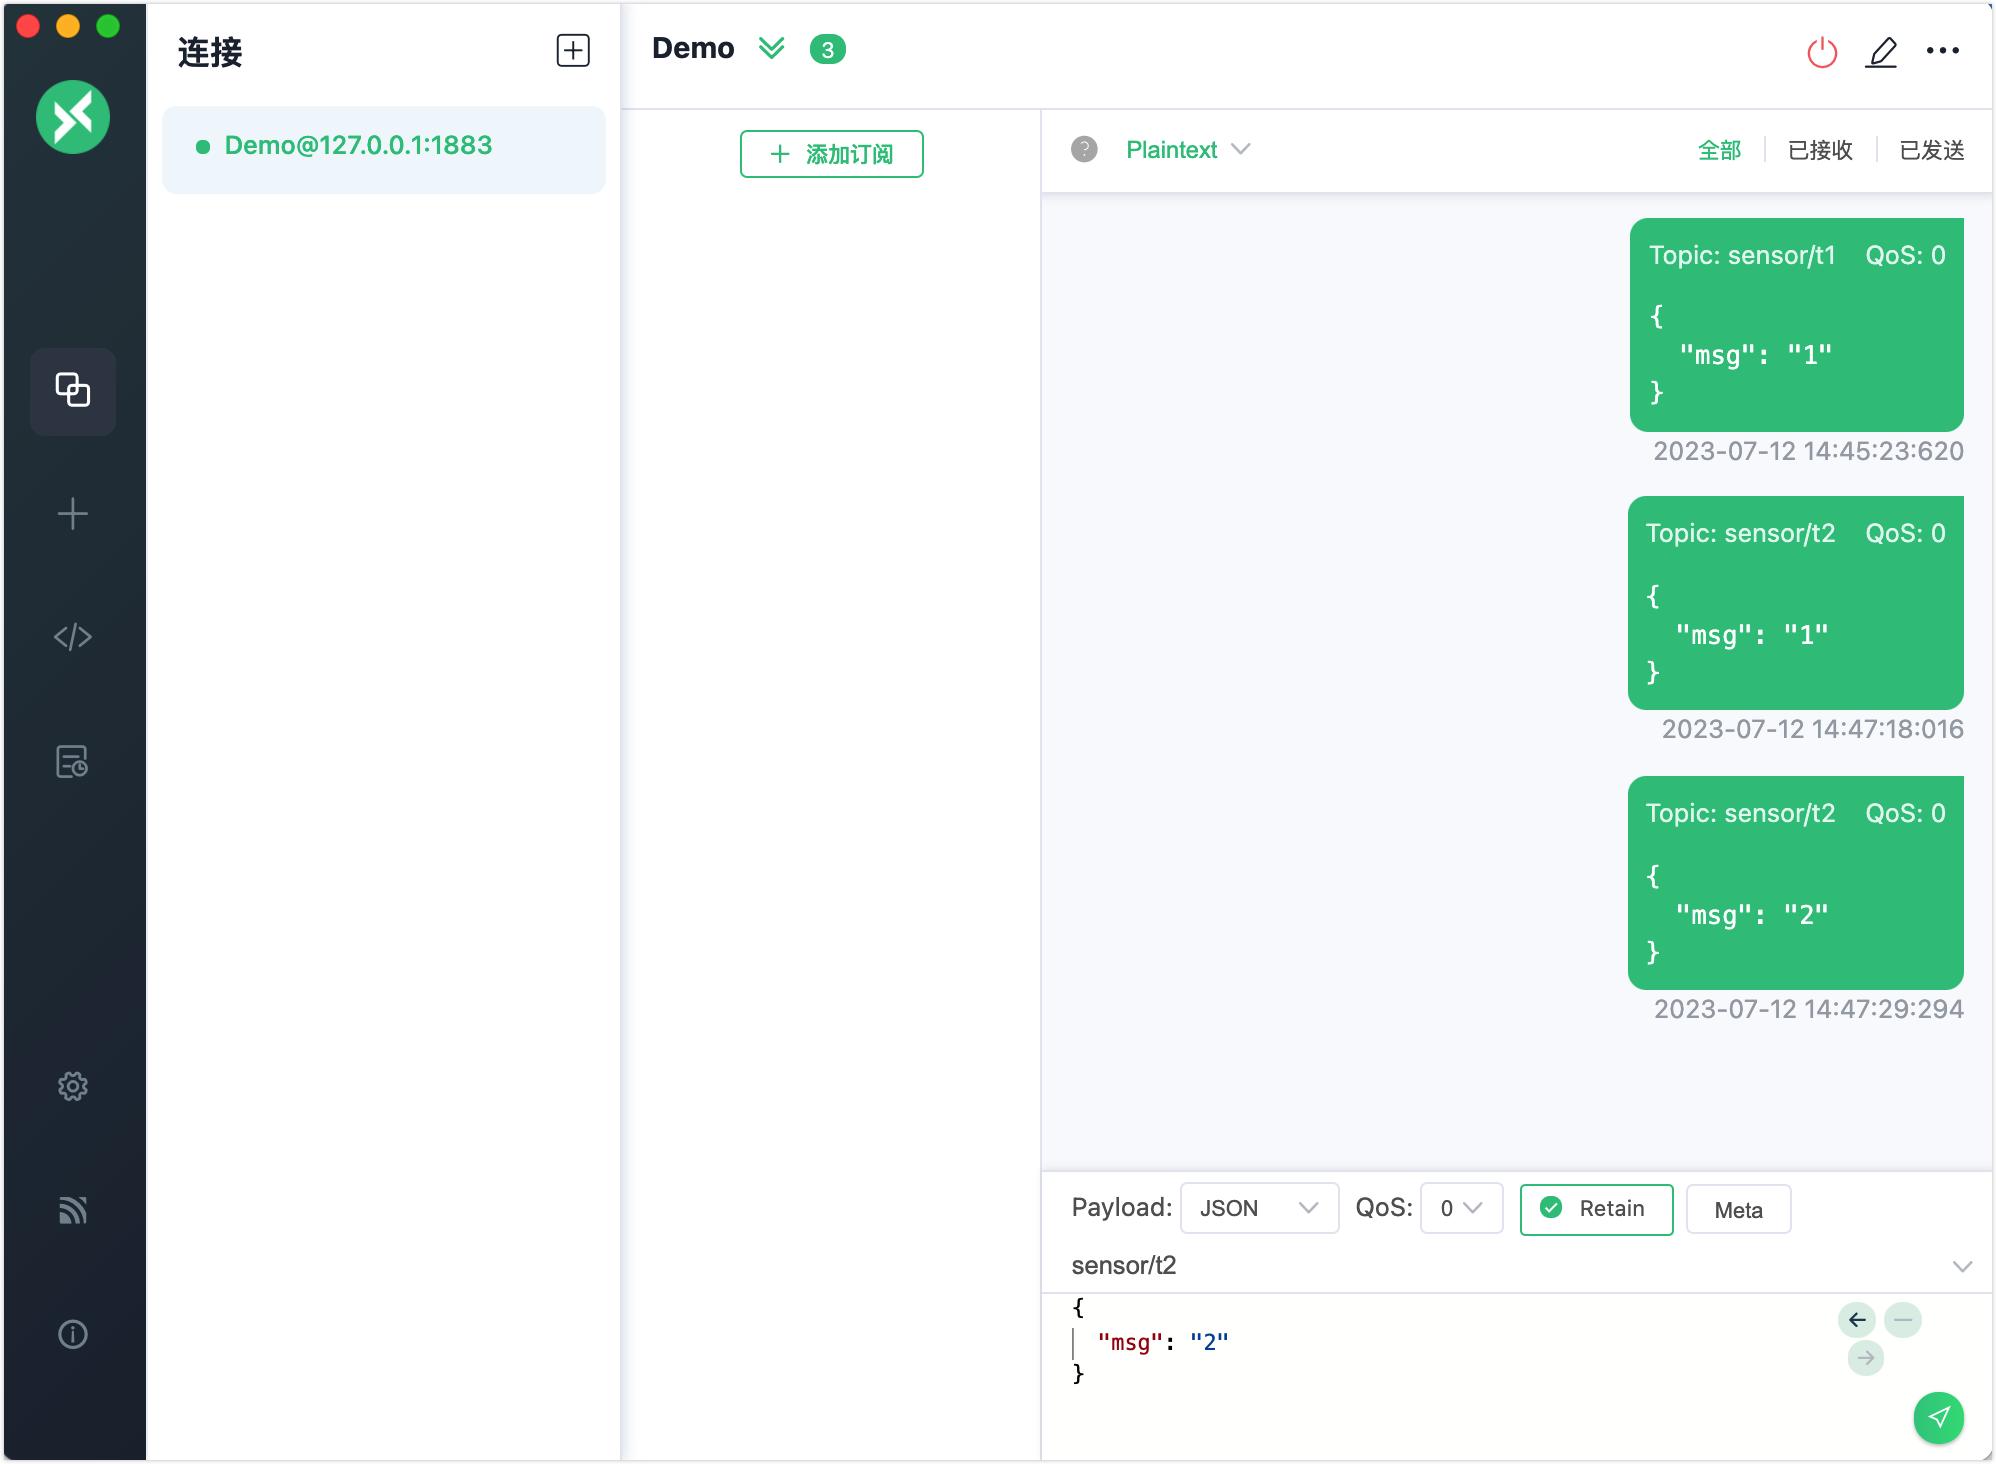 连接
Demo@127.0.0.1:1883
Demo 3
添加订阅
Plaintext
全部 已接收 已发送
Topic: sensor/t1 QoS: 0
{
"msg": "1"
}
2023-07-12 14:45:23:620
Topic: sensor/t2 QoS: 0
{
"msg": "1"
}
2023-07-12 14:47:18:016
Topic: sensor/t2 QoS: 0
{
"msg": "2"
}
2023-07-12 14:47:29:294
Payload: JSON QoS: 0 Retain Meta
sensor/t2
{
"msg": "2"
}